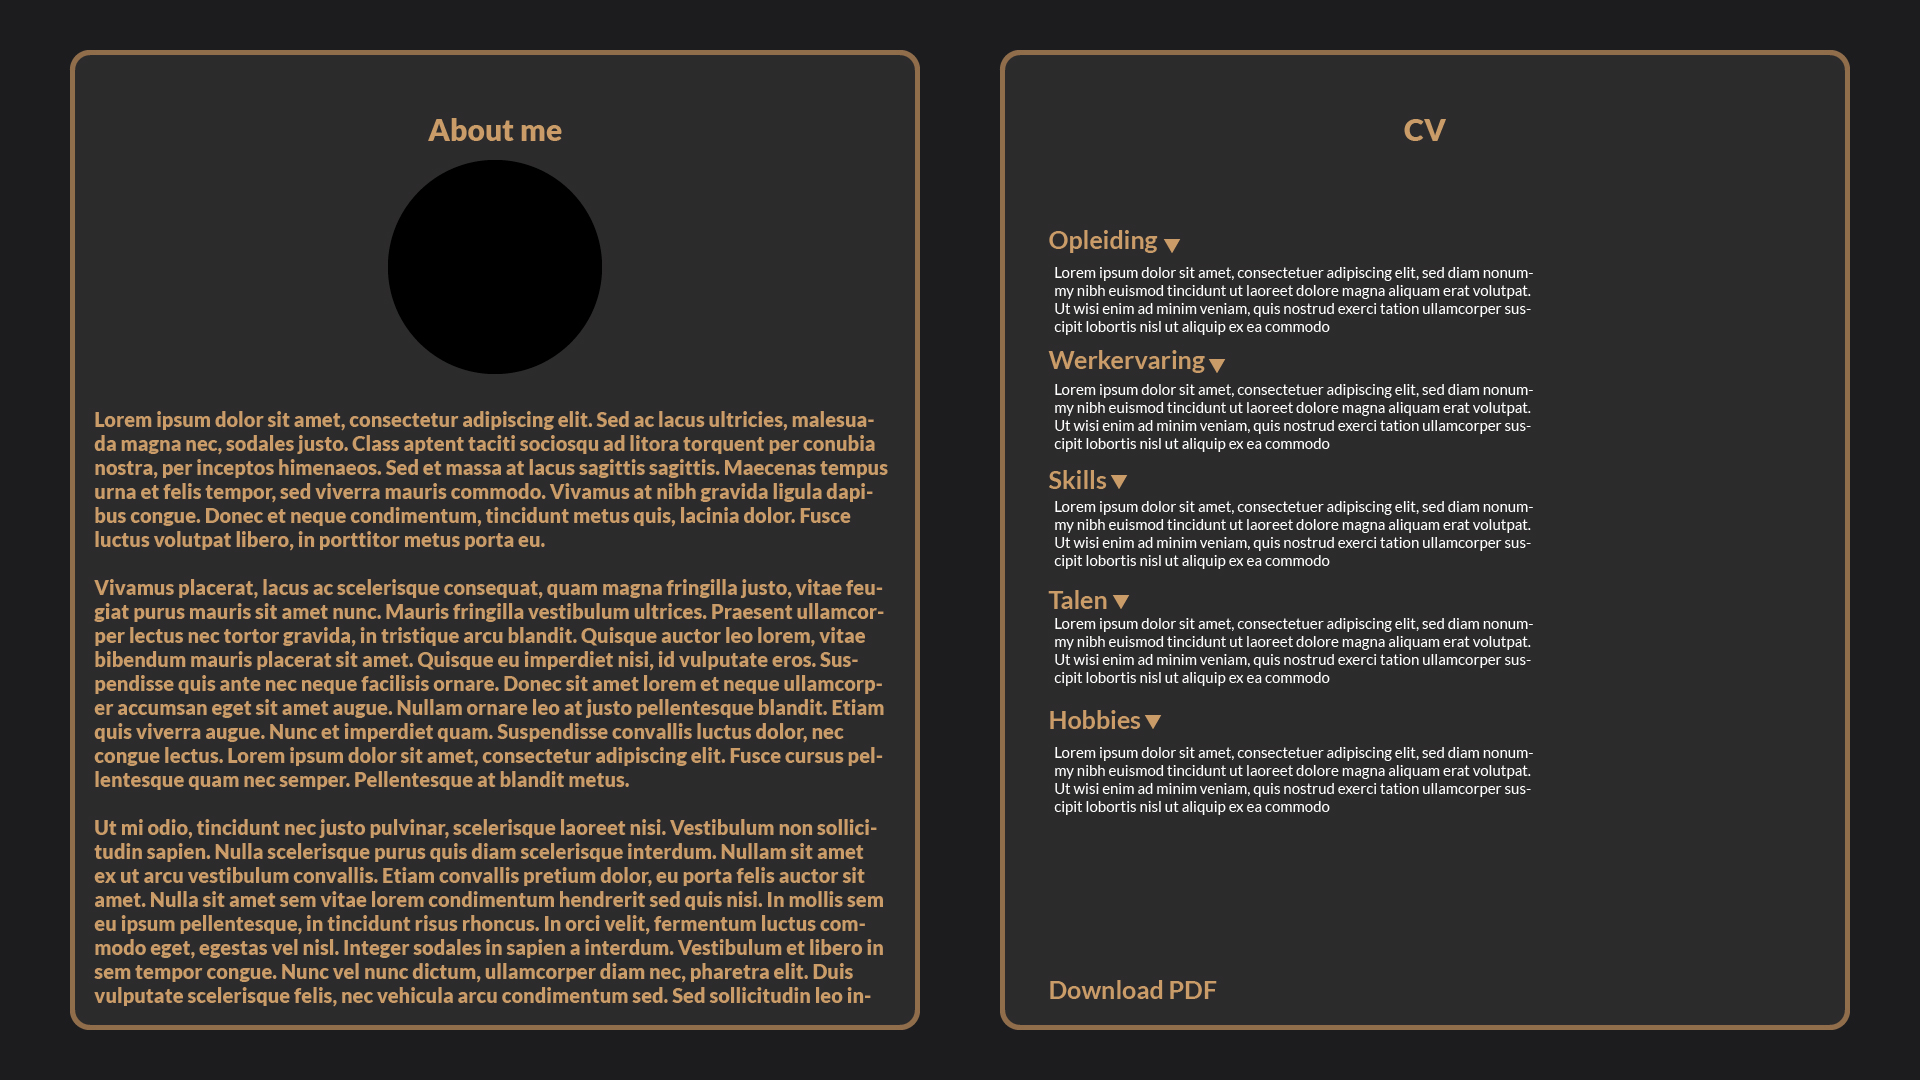 About me
Lorem ipsum dolor sit amet, consectetur adipiscing elit. Sed ac lacus ultricies, malesua-
da magna nec, sodales justo. Class aptent taciti sociosqu ad litora torquent per conubia
nostra, per inceptos himenaeos. Sed et massa at lacus sagittis sagittis. Maecenas tempus
urna et felis tempor, sed viverra mauris commodo. Vivamus at nibh gravida ligula dapi-
bus congue. Donec et neque condimentum, tincidunt metus quis, lacinia dolor. Fusce
luctus volutpat libero, in porttitor metus porta eu.
Vivamus placerat, lacus ac scelerisque consequat, quam magna fringilla justo, vitae feu-
giat purus mauris sit amet nunc. Mauris fringilla vestibulum ultrices. Praesent ullamcor-
per lectus nec tortor gravida, in tristique arcu blandit. Quisque auctor leo lorem, vitae
bibendum mauris placerat sit amet. Quisque eu imperdiet nisi, id vulputate eros. Sus-
pendisse quis ante nec neque facilisis ornare. Donec sit amet lorem et neque ullamcorp-
er accumsan eget sit amet augue. Nullam ornare leo at justo pellentesque blandit. Etiam
quis viverra augue. Nunc et imperdiet quam. Suspendisse convallis luctus dolor, nec
congue lectus. Lorem ipsum dolor sit amet, consectetur adipiscing elit. Fusce cursus pel-
lentesque quam nec semper. Pellentesque at blandit metus.
Ut mi odio, tincidunt nec justo pulvinar, scelerisque laoreet nisi. Vestibulum non sollici-
tudin sapien. Nulla scelerisque purus quis diam scelerisque interdum. Nullam sit amet
ex ut arcu vestibulum convallis. Etiam convallis pretium dolor, eu porta felis auctor sit
amet. Nulla sit amet sem vitae lorem condimentum hendrerit sed quis nisi. In mollis sem
eu ipsum pellentesque, in tincidunt risus rhoncus. In orci velit, fermentum luctus com-
modo eget, egestas vel nisl. Integer sodales in sapien a interdum. Vestibulum et libero in
sem tempor congue. Nunc vel nunc dictum, ullamcorper diam nec, pharetra elit. Duis
vulputate scelerisque felis, nec vehicula arcu condimentum sed. Sed sollicitudin leo in-
CV
Opleiding
Lorem ipsum dolor sit amet, consectetuer adipiscing elit, sed diam nonum-
my nibh euismod tincidunt ut laoreet dolore magna aliquam erat volutpat.
Ut wisi enim ad minim veniam, quis nostrud exerci tation ullamcorper sus-
cipit lobortis nisl ut aliquip ex ea commodo
Werkervaring
Lorem ipsum dolor sit amet, consectetuer adipiscing elit, sed diam nonum-
my nibh euismod tincidunt ut laoreet dolore magna aliquam erat volutpat.
Ut wisi enim ad minim veniam, quis nostrud exerci tation ullamcorper sus-
cipit lobortis nisl ut aliquip ex ea commodo
Skills
Lorem ipsum dolor sit amet, consectetuer adipiscing elit, sed diam nonum-
my nibh euismod tincidunt ut laoreet dolore magna aliquam erat volutpat.
Ut wisi enim ad minim veniam, quis nostrud exerci tation ullamcorper sus-
cipit lobortis nisl ut aliquip ex ea commodo
Talen
Lorem ipsum dolor sit amet, consectetuer adipiscing elit, sed diam nonum-
my nibh euismod tincidunt ut laoreet dolore magna aliquam erat volutpat.
Ut wisi enim ad minim veniam, quis nostrud exerci tation ullamcorper sus-
cipit lobortis nisl ut aliquip ex ea commodo
Hobbies
Lorem ipsum dolor sit amet, consectetuer adipiscing elit, sed diam nonum-
my nibh euismod tincidunt ut laoreet dolore magna aliquam erat volutpat.
Ut wisi enim ad minim veniam, quis nostrud exerci tation ullamcorper sus-
cipit lobortis nisl ut aliquip ex ea commodo
Download PDF